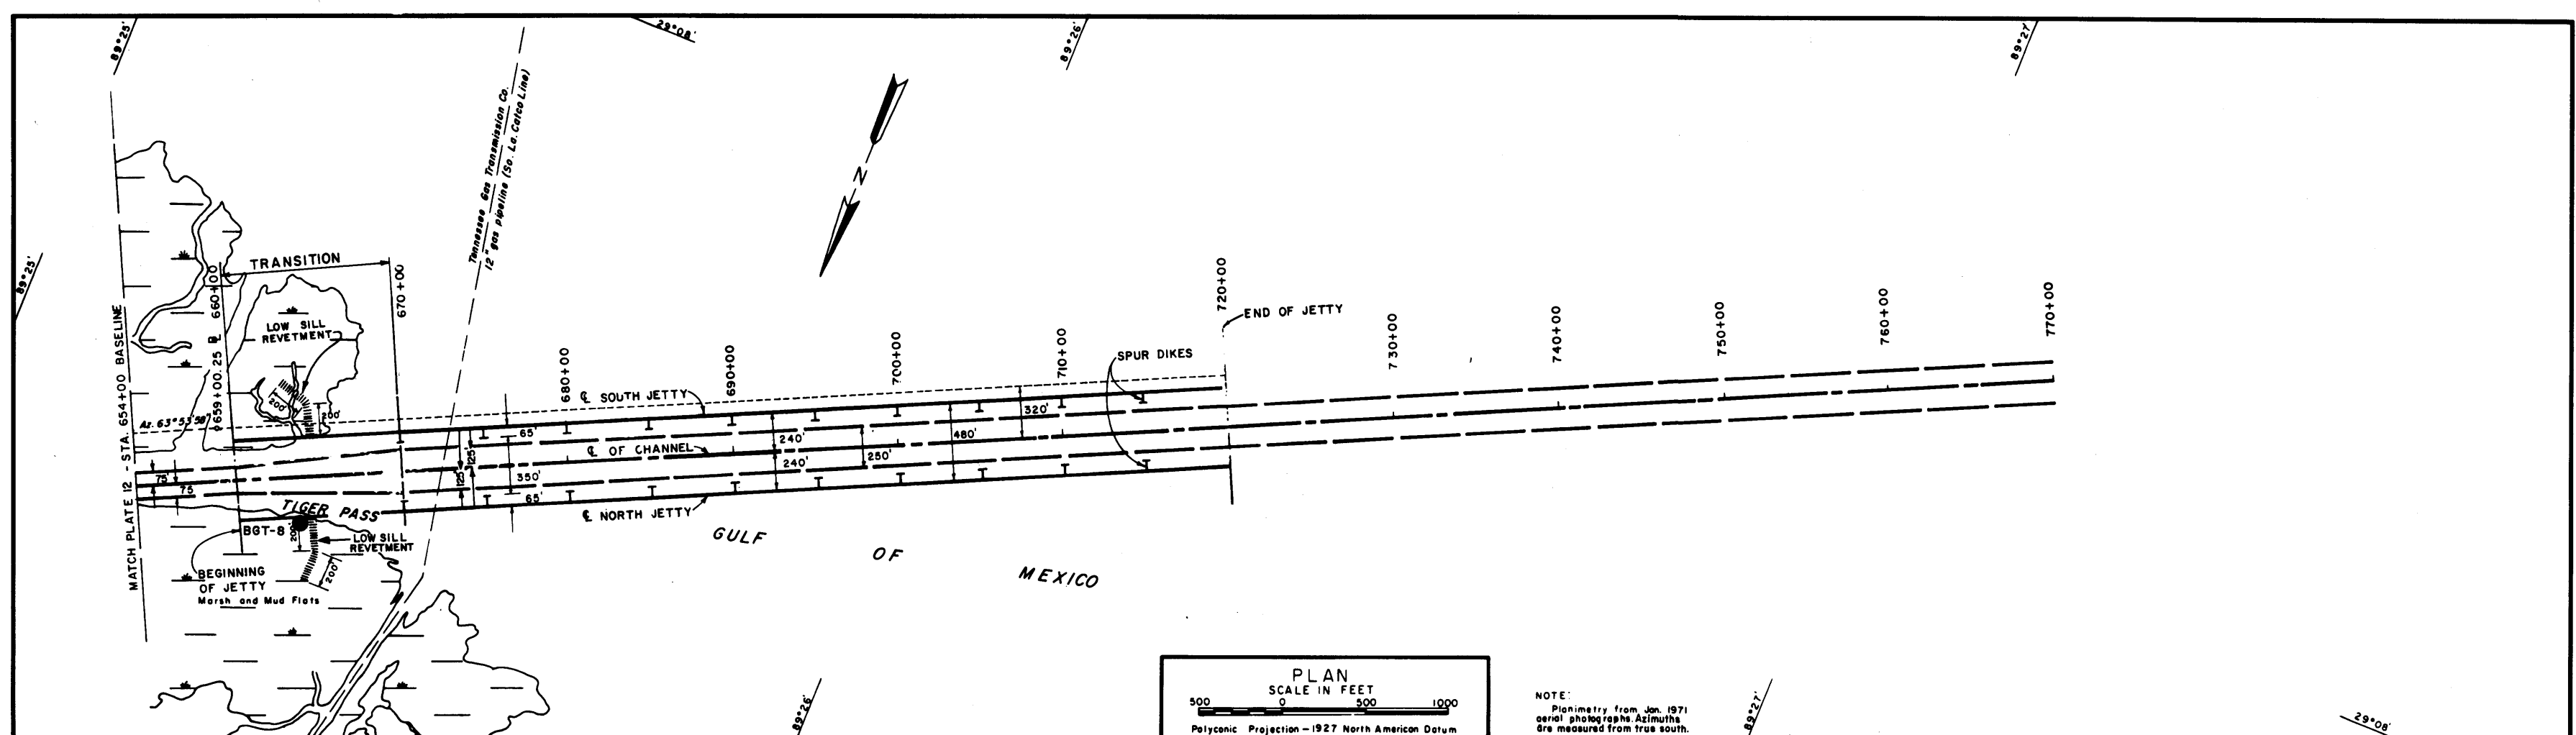 89°25'
29°08'
89°26'
89°27'
Tennessee Gas Transmission Co.
12" gas pipeline (So. La. Catco Line)
N
89°25'
MATCH PLATE 12 - STA. 654+00 BASELINE
TRANSITION
660+00
659+00.25 B
670+00
LOW SILL
REVETMENT
200'
200'
Az. 63°53'58"
680+00
690+00
700+00
710+00
720+00
END OF JETTY
730+00
740+00
750+00
760+00
770+00
SPUR DIKES
℄ SOUTH JETTY
65'
320'
240'
480'
℄ OF CHANNEL
125'
125'
240'
250'
350'
75'
75
65'
℄ NORTH JETTY
TIGER PASS
BGT-8
200'
LOW SILL
REVETMENT
200'
BEGINNING
OF JETTY
Marsh and Mud Flats
GULF OF MEXICO
89°26'
PLAN
SCALE IN FEET
500 0 500 1000
Polyconic Projection – 1927 North American Datum
NOTE:
Planimetry from Jan. 1971
aerial photographs. Azimuths
are measured from true south.
89°27'
29°08'